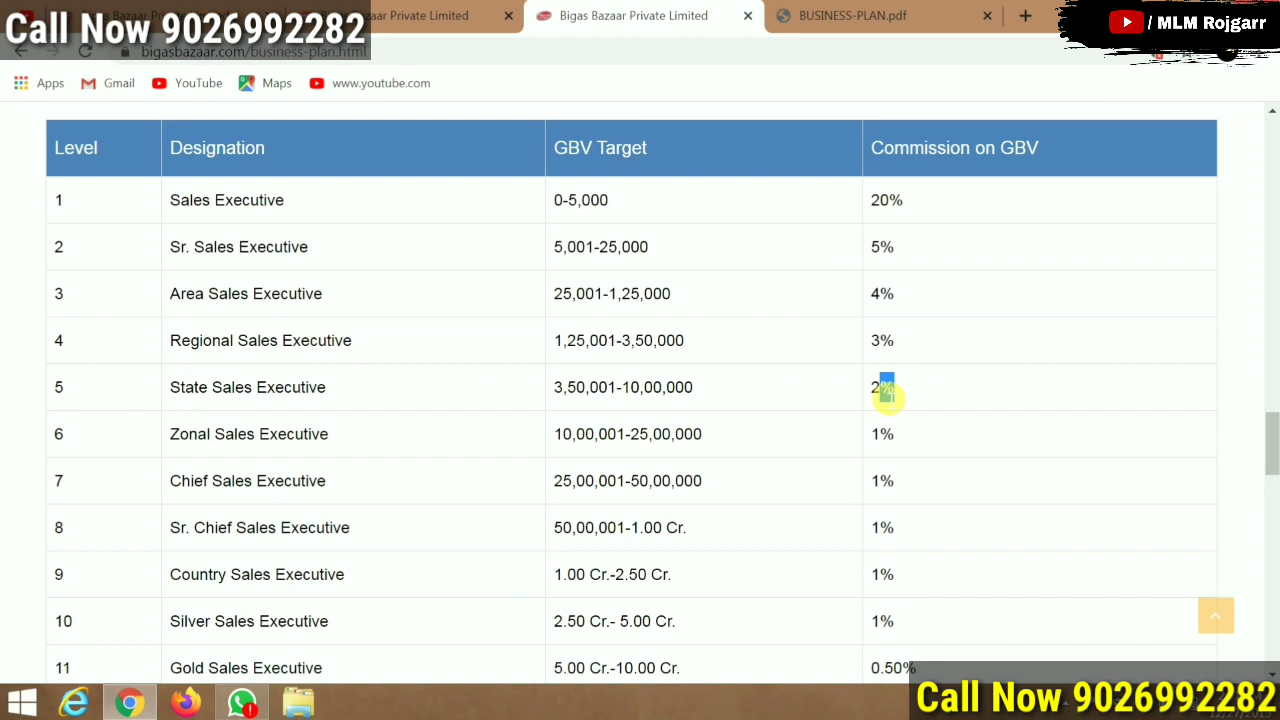 Call Now 9026992282
azaar Private Limited
Bigas Bazaar Private Limited
BUSINESS-PLAN.pdf
/ MLM Rojgarr
bigasbazaar.com/business-plan.html
Apps Gmail YouTube Maps www.youtube.com
Level Designation GBV Target Commission on GBV
1 Sales Executive 0-5,000 20%
2 Sr. Sales Executive 5,001-25,000 5%
3 Area Sales Executive 25,001-1,25,000 4%
4 Regional Sales Executive 1,25,001-3,50,000 3%
5 State Sales Executive 3,50,001-10,00,000 2%
6 Zonal Sales Executive 10,00,001-25,00,000 1%
7 Chief Sales Executive 25,00,001-50,00,000 1%
8 Sr. Chief Sales Executive 50,00,001-1.00 Cr. 1%
9 Country Sales Executive 1.00 Cr.-2.50 Cr. 1%
10 Silver Sales Executive 2.50 Cr.- 5.00 Cr. 1%
11 Gold Sales Executive 5.00 Cr.-10.00 Cr. 0.50%
Call Now 9026992282